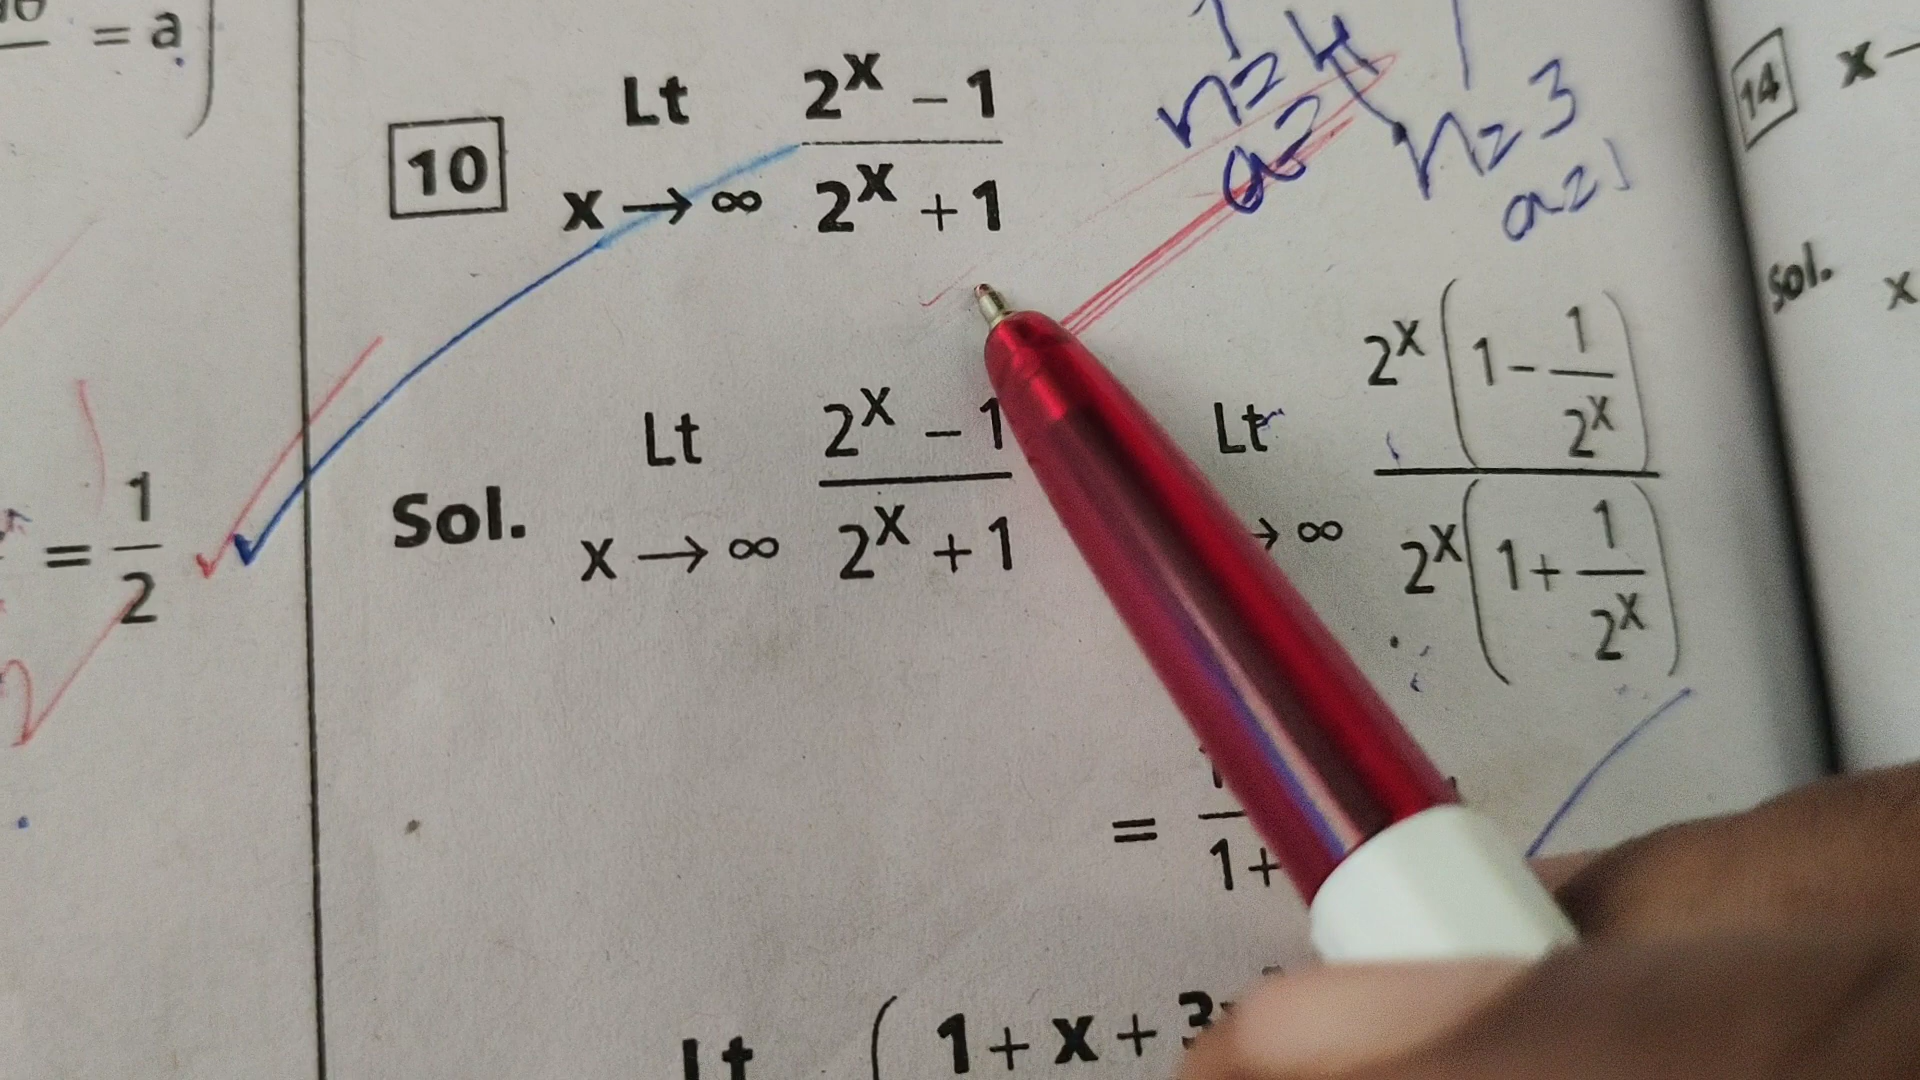 = a
10 Lt x → ∞ (2^x − 1)/(2^x + 1)
n=4
a=2
n=3
a=1
Sol. Lt x → ∞ (2^x − 1)/(2^x + 1) Lt → ∞ 2^x (1 − 1/2^x) / 2^x (1 + 1/2^x)
= 1/2
= 1+
Lt ( 1 + x + 3
14 x –
Sol. x